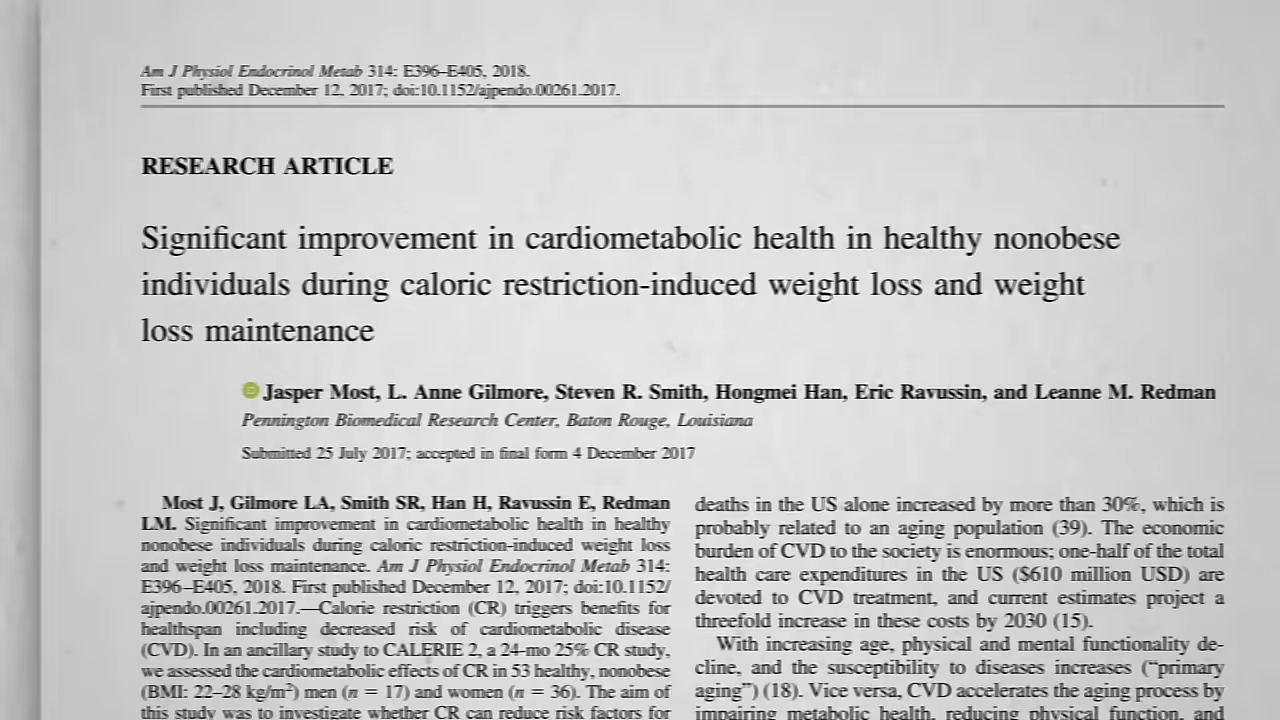 Am J Physiol Endocrinol Metab 314: E396–E405, 2018.
First published December 12, 2017; doi:10.1152/ajpendo.00261.2017.
RESEARCH ARTICLE
Significant improvement in cardiometabolic health in healthy nonobese
individuals during caloric restriction-induced weight loss and weight
loss maintenance
Jasper Most, L. Anne Gilmore, Steven R. Smith, Hongmei Han, Eric Ravussin, and Leanne M. Redman
Pennington Biomedical Research Center, Baton Rouge, Louisiana
Submitted 25 July 2017; accepted in final form 4 December 2017
Most J, Gilmore LA, Smith SR, Han H, Ravussin E, Redman
LM. Significant improvement in cardiometabolic health in healthy
nonobese individuals during caloric restriction-induced weight loss
and weight loss maintenance. Am J Physiol Endocrinol Metab 314:
E396–E405, 2018. First published December 12, 2017; doi:10.1152/
ajpendo.00261.2017.—Calorie restriction (CR) triggers benefits for
healthspan including decreased risk of cardiometabolic disease
(CVD). In an ancillary study to CALERIE 2, a 24-mo 25% CR study,
we assessed the cardiometabolic effects of CR in 53 healthy, nonobese
(BMI: 22–28 kg/m²) men (n = 17) and women (n = 36). The aim of
this study was to investigate whether CR can reduce risk factors for
deaths in the US alone increased by more than 30%, which is
probably related to an aging population (39). The economic
burden of CVD to the society is enormous; one-half of the total
health care expenditures in the US ($610 million USD) are
devoted to CVD treatment, and current estimates project a
threefold increase in these costs by 2030 (15).
With increasing age, physical and mental functionality de-
cline, and the susceptibility to diseases increases (“primary
aging”) (18). Vice versa, CVD accelerates the aging process by
impairing metabolic health, reducing physical function, and